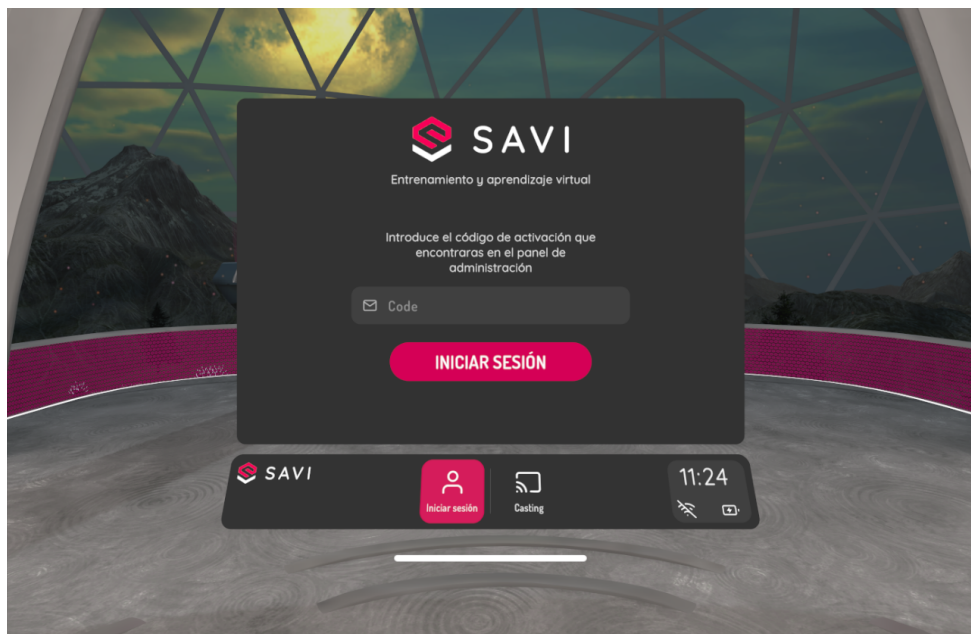 SAVI
Entrenamiento y aprendizaje virtual
Introduce el código de activación que
encontraras en el panel de
administración
Code
INICIAR SESIÓN
SAVI
Iniciar sesión
Casting
11:24